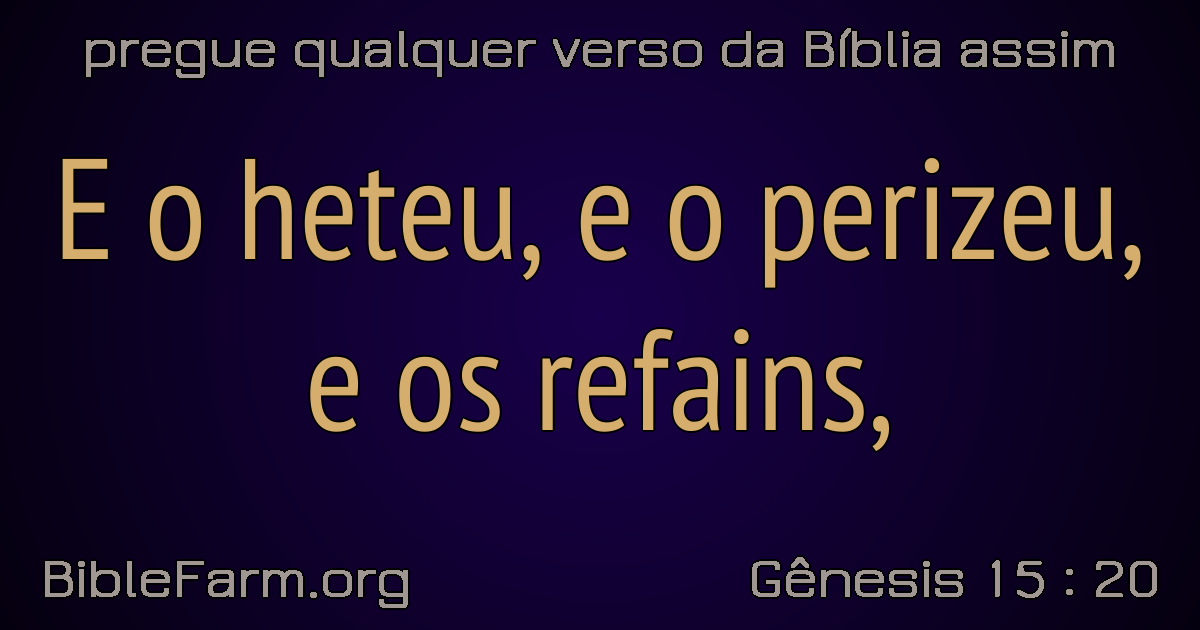 pregue qualquer verso da Bíblia assim
E o heteu, e o perizeu,
e os refains,
BibleFarm.org
Gênesis 15 : 20